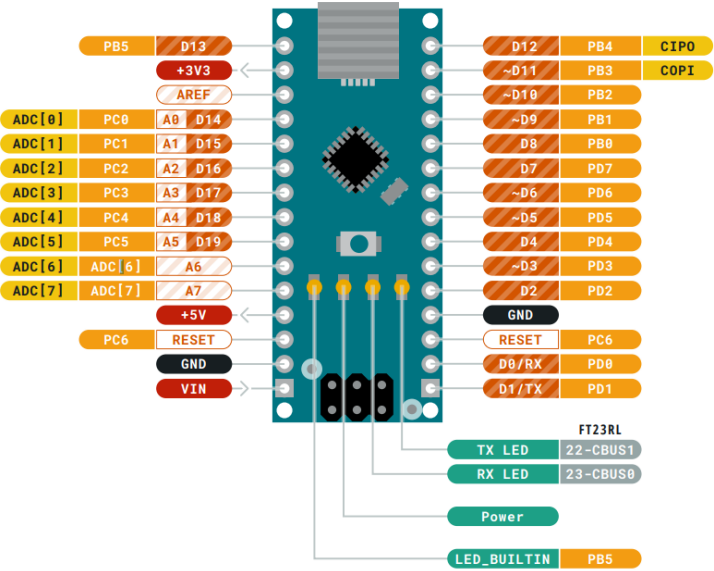 PB5 D13 D12 PB4 CIPO
+3V3 ~D11 PB3 COPI
AREF ~D10 PB2
ADC[0] PC0 A0 D14 ~D9 PB1
ADC[1] PC1 A1 D15 D8 PB0
ADC[2] PC2 A2 D16 D7 PD7
ADC[3] PC3 A3 D17 ~D6 PD6
ADC[4] PC4 A4 D18 ~D5 PD5
ADC[5] PC5 A5 D19 D4 PD4
ADC[6] ADC[6] A6 ~D3 PD3
ADC[7] ADC[7] A7 D2 PD2
+5V GND
PC6 RESET RESET PC6
GND D0/RX PD0
VIN D1/TX PD1
FT23RL
TX LED 22-CBUS1
RX LED 23-CBUS0
Power
LED_BUILTIN PB5